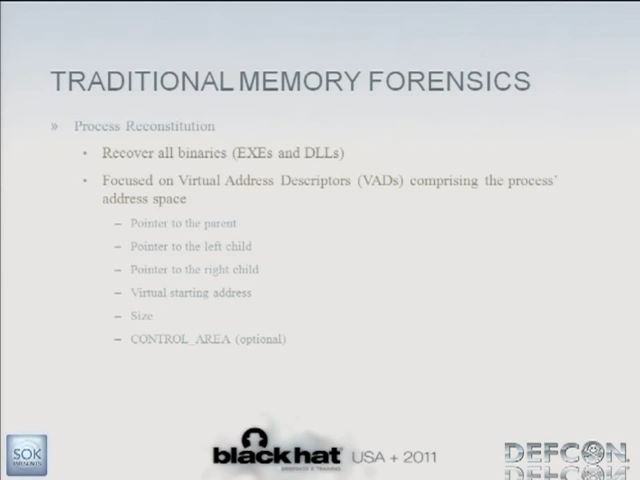 TRADITIONAL MEMORY FORENSICS
» Process Reconstitution
• Recover all binaries (EXEs and DLLs)
• Focused on Virtual Address Descriptors (VADs) comprising the process'
address space
– Pointer to the parent
– Pointer to the left child
– Pointer to the right child
– Virtual starting address
– Size
– CONTROL_AREA (optional)
SOK
PRESENTS
black hat USA + 2011
DEFCON